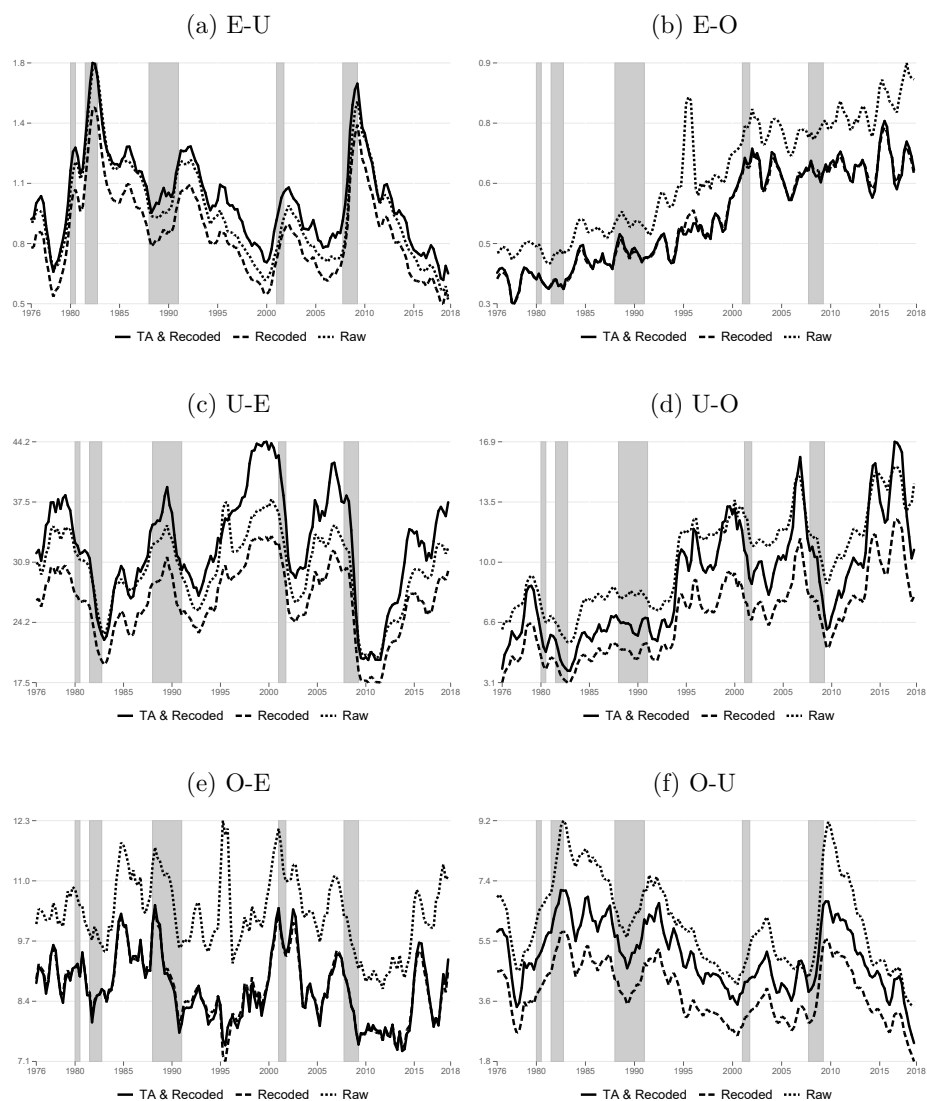 (a) E-U
(b) E-O
1.8
1.4
1.1
0.8
0.5
1976 1980 1985 1990 1995 2000 2005 2010 2015 2018
TA & Recoded Recoded Raw
0.9
0.8
0.6
0.5
0.3
1976 1980 1985 1990 1995 2000 2005 2010 2015 2018
TA & Recoded Recoded Raw
(c) U-E
(d) U-O
44.2
37.5
30.9
24.2
17.5
1976 1980 1985 1990 1995 2000 2005 2010 2015 2018
TA & Recoded Recoded Raw
16.9
13.5
10.0
6.6
3.1
1976 1980 1985 1990 1995 2000 2005 2010 2015 2018
TA & Recoded Recoded Raw
(e) O-E
(f) O-U
12.3
11.0
9.7
8.4
7.1
1976 1980 1985 1990 1995 2000 2005 2010 2015 2018
TA & Recoded Recoded Raw
9.2
7.4
5.5
3.6
1.8
1976 1980 1985 1990 1995 2000 2005 2010 2015 2018
TA & Recoded Recoded Raw